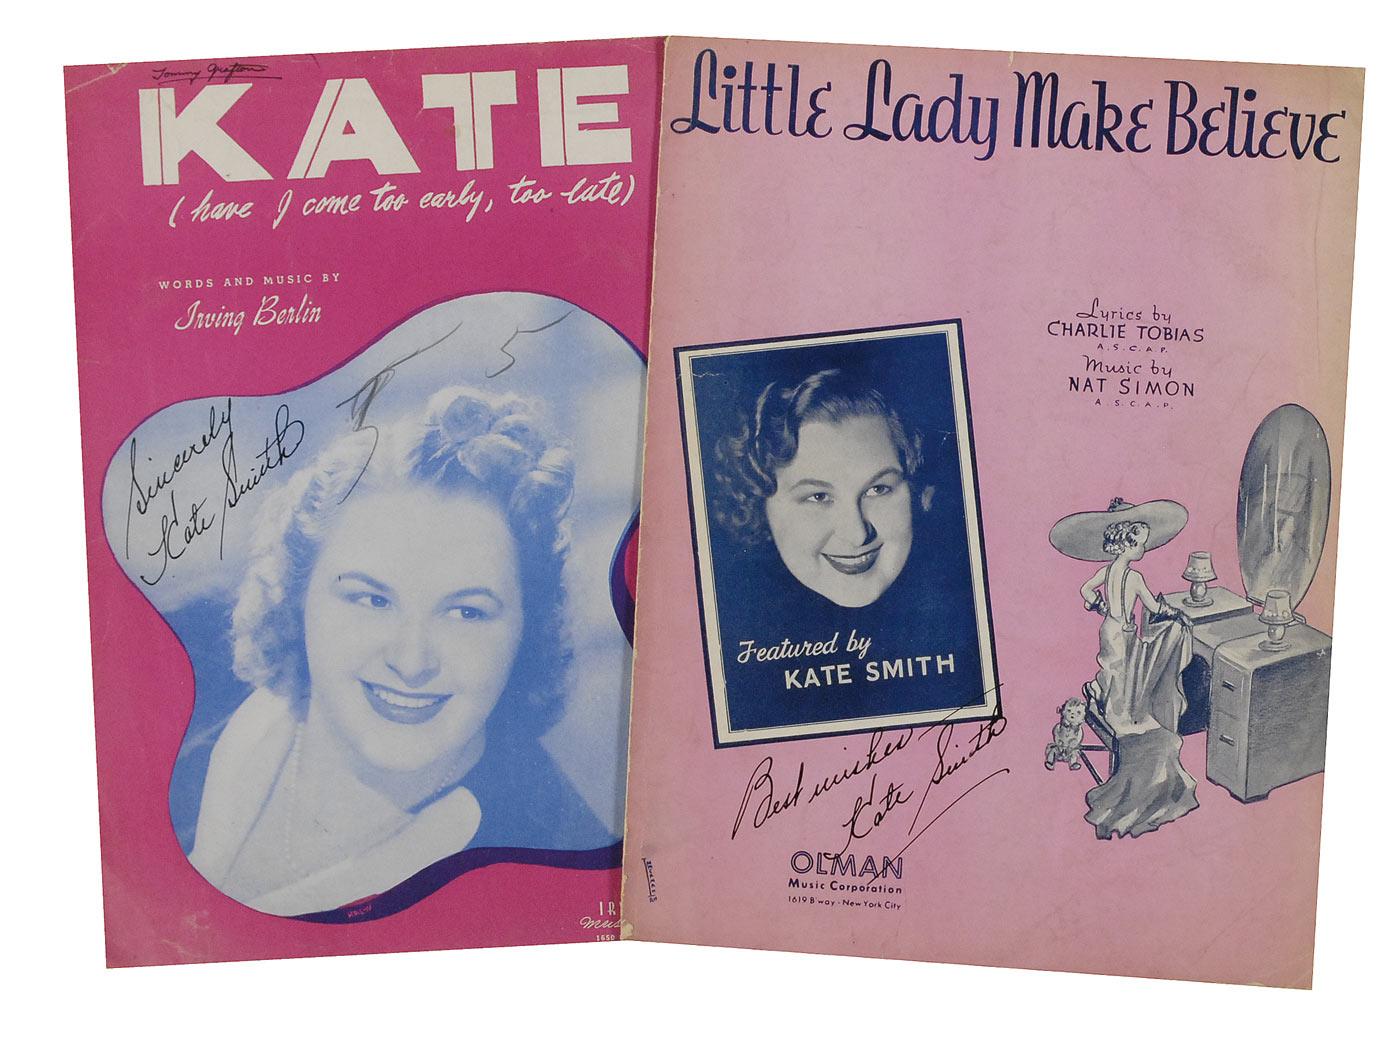 KATE
(have I come too early, too late)
WORDS AND MUSIC BY
Irving Berlin
Sincerely
Kate Smith
5
Little Lady Make Believe
Lyrics by
CHARLIE TOBIAS
A.S.C.A.P.
Music by
NAT SIMON
A.S.C.A.P.
Featured by
KATE SMITH
Best wishes
Kate Smith
OLMAN
Music Corporation
1619 B'way - New York City